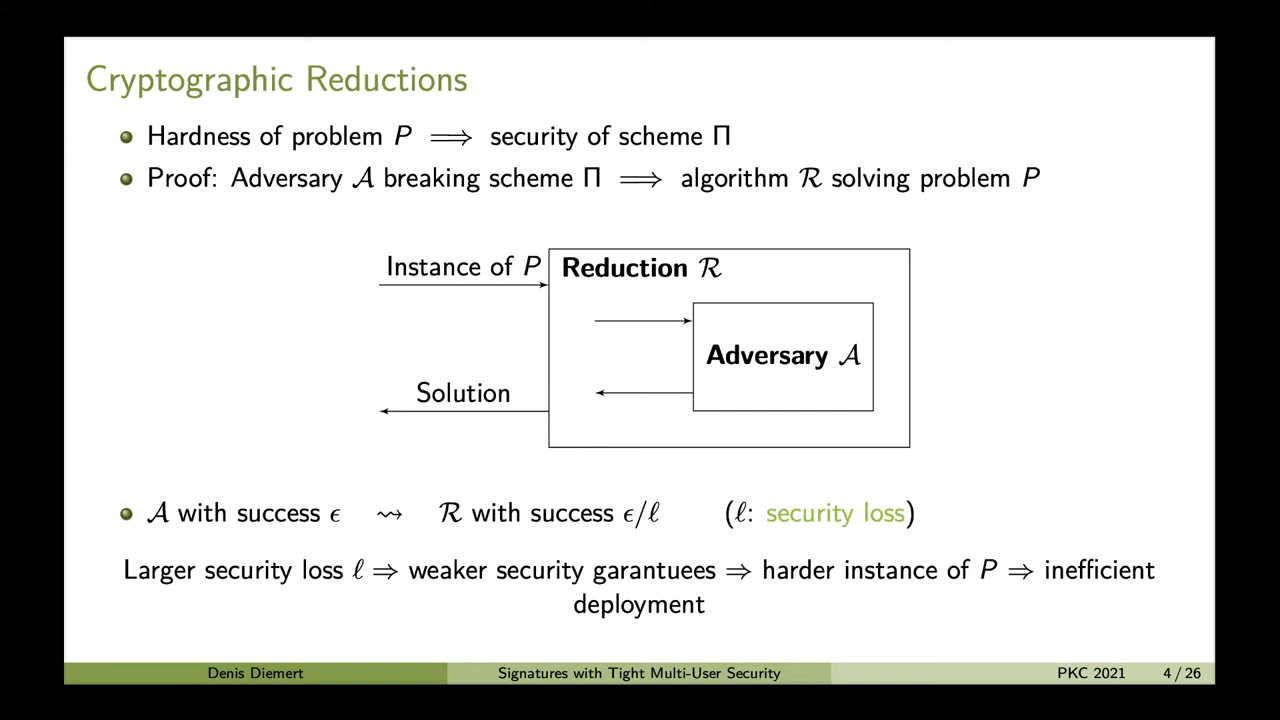 Cryptographic Reductions
Hardness of problem P ⟹ security of scheme Π
Proof: Adversary 𝒜 breaking scheme Π ⟹ algorithm ℛ solving problem P
Instance of P
Reduction ℛ
Adversary 𝒜
Solution
𝒜 with success ϵ ⇝ ℛ with success ϵ/ℓ (ℓ: security loss)
Larger security loss ℓ ⇒ weaker security garantuees ⇒ harder instance of P ⇒ inefficient
deployment
Denis Diemert Signatures with Tight Multi-User Security PKC 2021 4 / 26